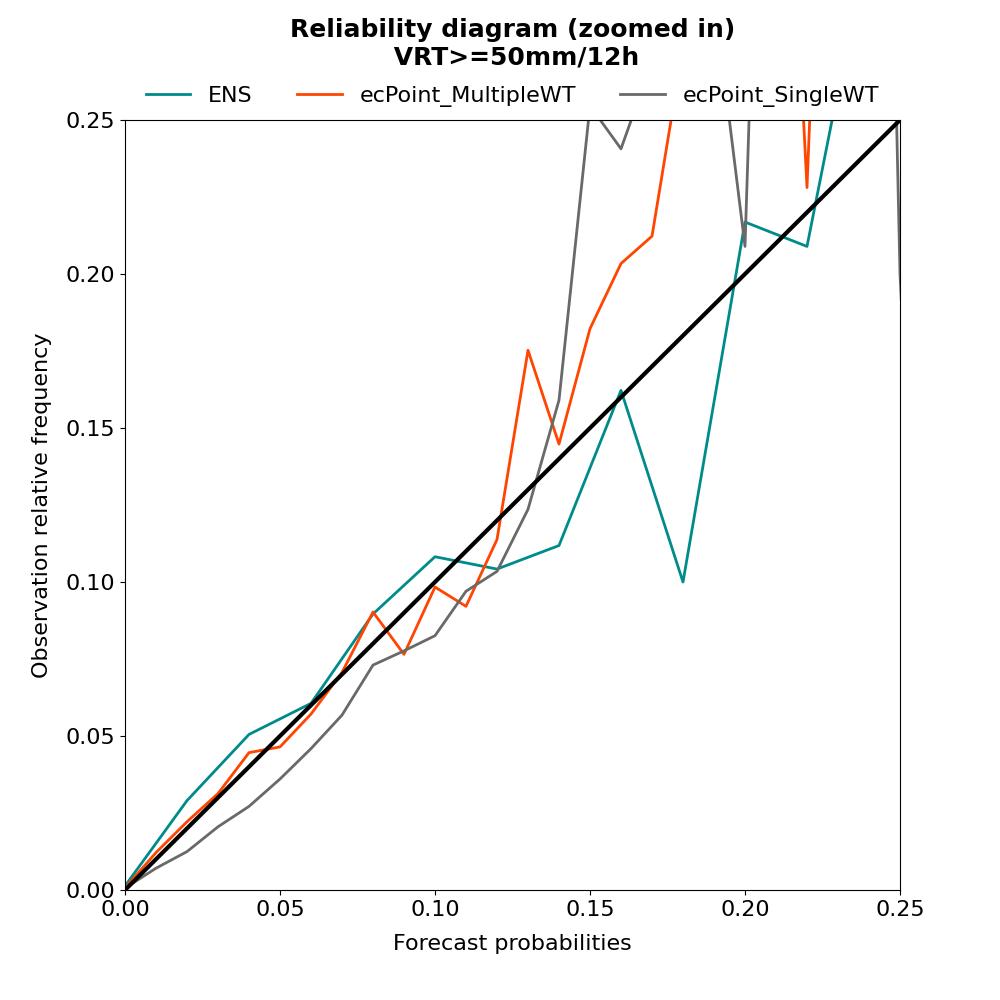 Reliability diagram (zoomed in)
VRT>=50mm/12h
ENS ecPoint_MultipleWT ecPoint_SingleWT
0.25
0.20
0.15
0.10
0.05
0.00
Observation relative frequency
0.00 0.05 0.10 0.15 0.20 0.25
Forecast probabilities